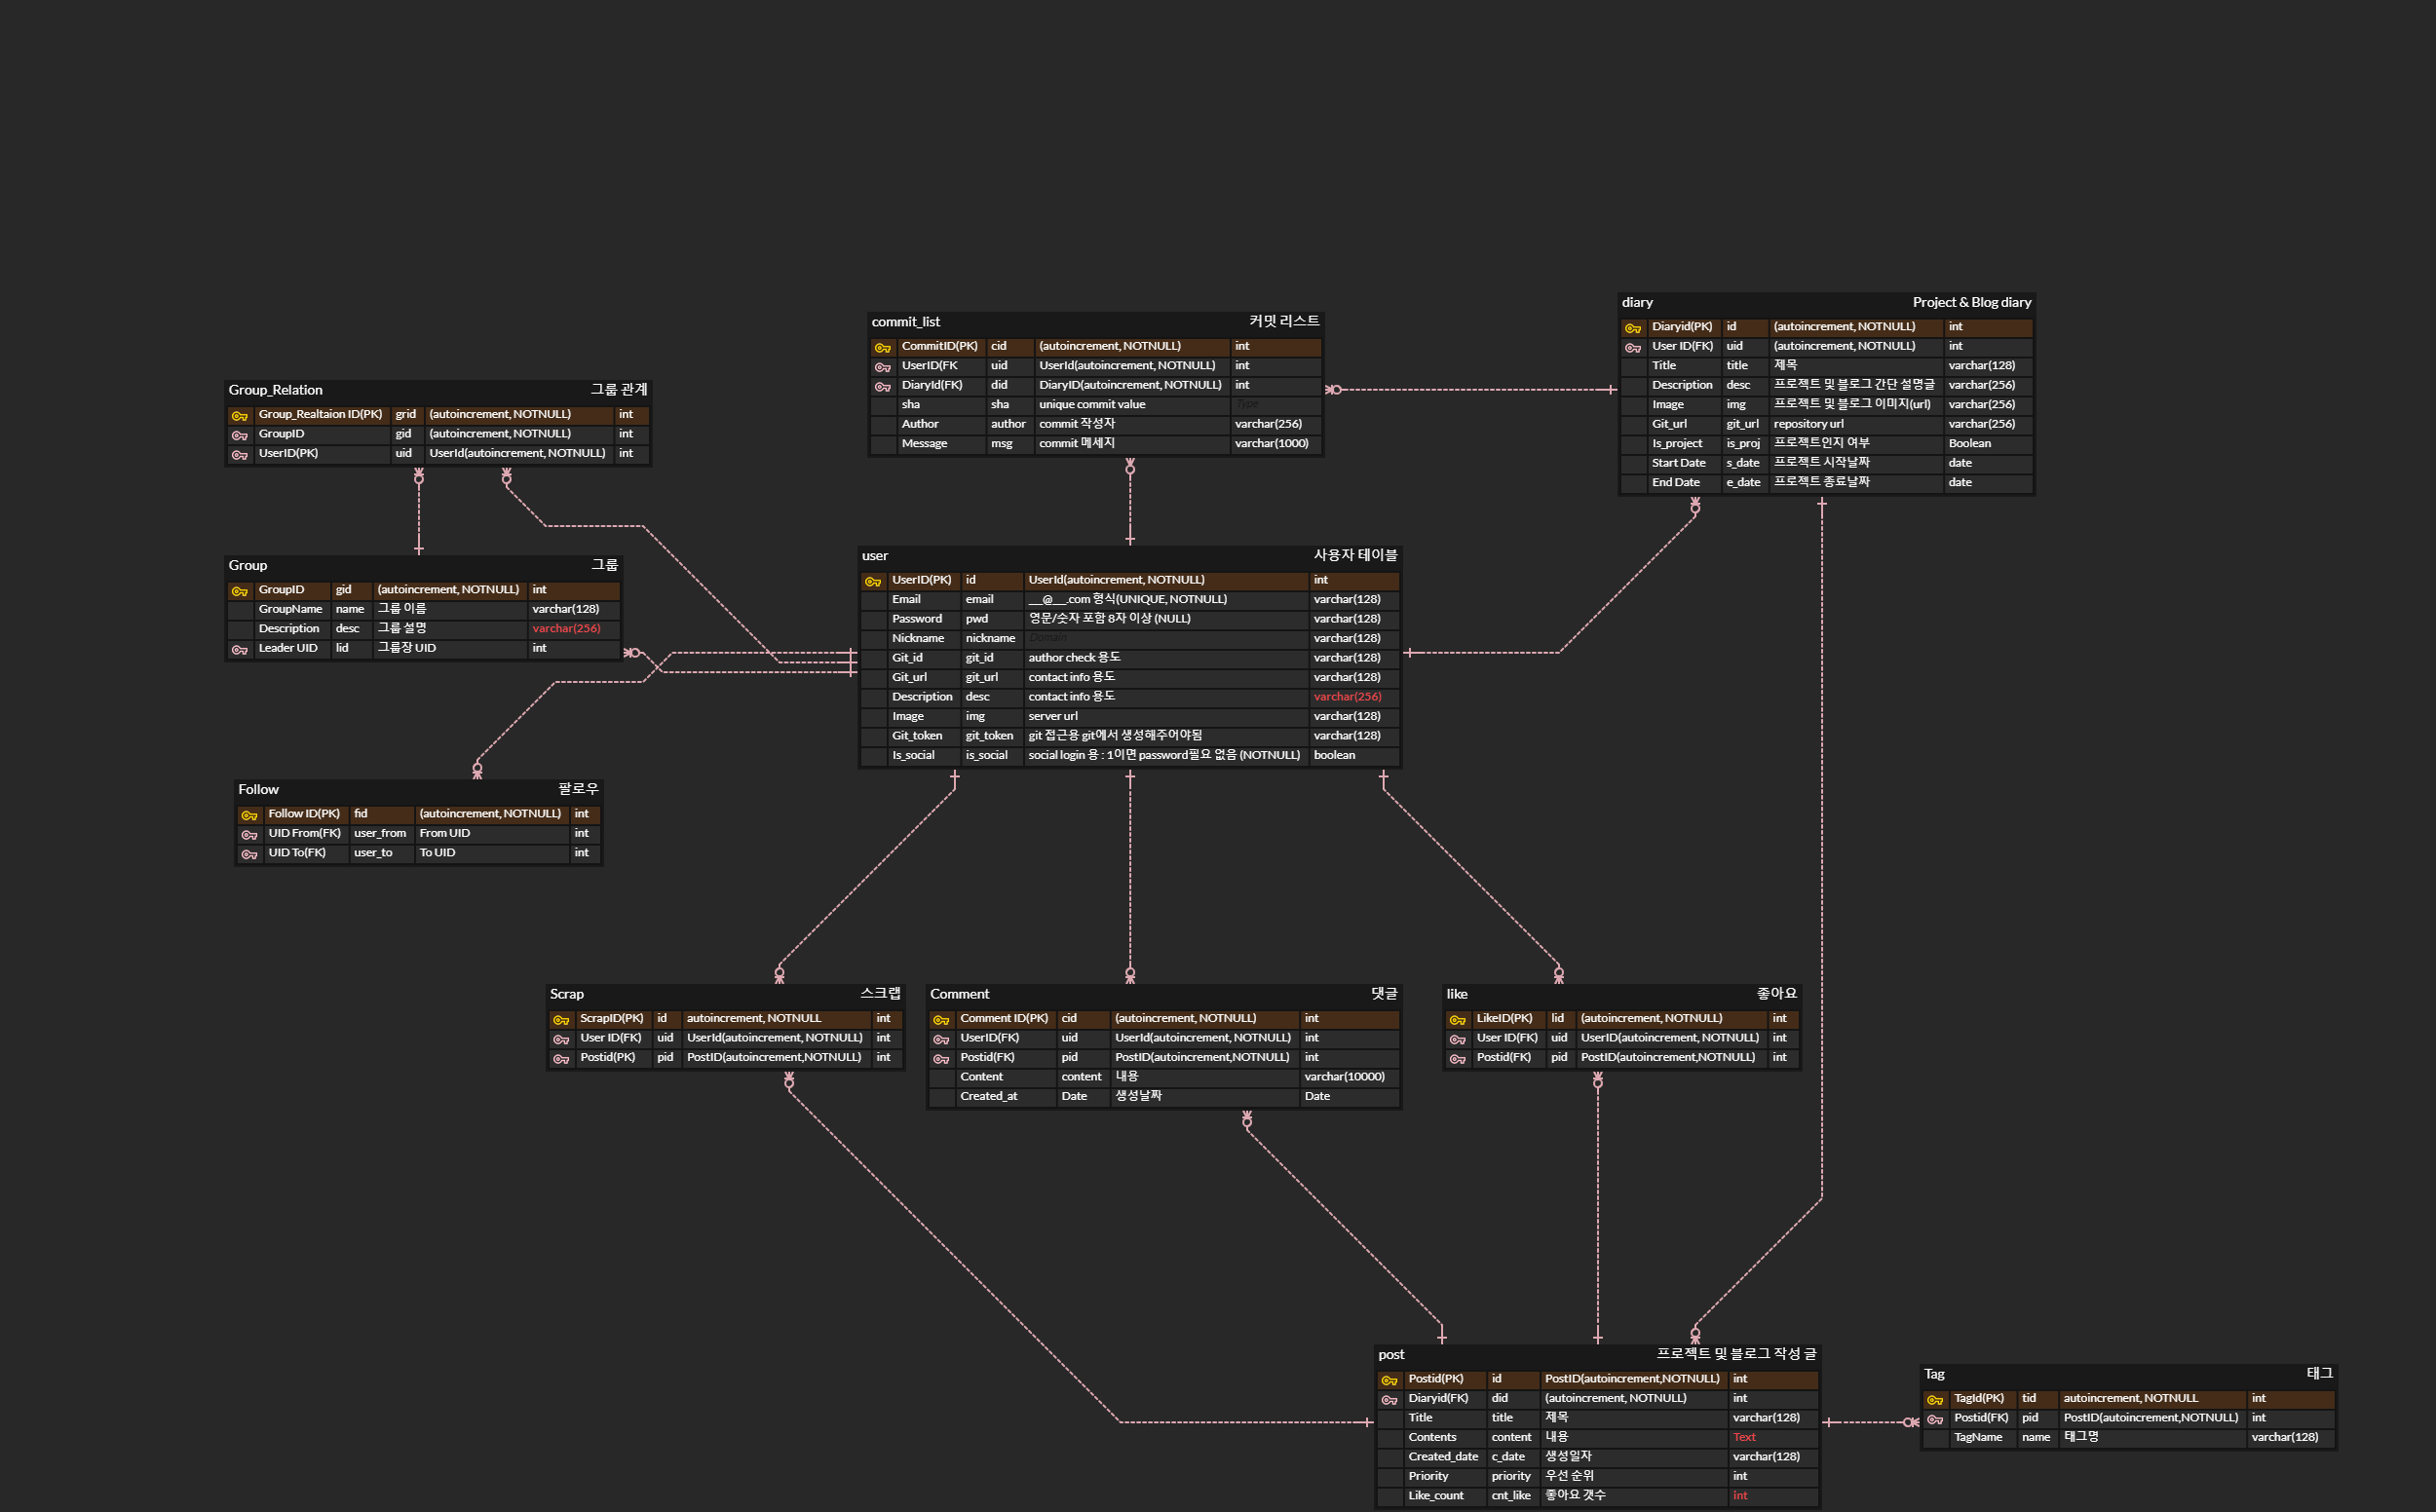 diary Project & Blog diary
Diaryid(PK) id (autoincrement, NOTNULL) int
User ID(FK) uid (autoincrement, NOTNULL) int
Title title 제목 varchar(128)
Description desc 프로젝트 및 블로그 간단 설명글 varchar(256)
Image img 프로젝트 및 블로그 이미지(url) varchar(256)
Git_url git_url repository url varchar(256)
Is_project is_proj 프로젝트인지 여부 Boolean
Start Date s_date 프로젝트 시작날짜 date
End Date e_date 프로젝트 종료날짜 date
commit_list 커밋 리스트
CommitID(PK) cid (autoincrement, NOTNULL) int
UserID(FK uid UserId(autoincrement, NOTNULL) int
DiaryId(FK) did DiaryID(autoincrement, NOTNULL) int
sha sha unique commit value Type
Author author commit 작성자 varchar(256)
Message msg commit 메세지 varchar(1000)
Group_Relation 그룹 관계
Group_Realtaion ID(PK) grid (autoincrement, NOTNULL) int
GroupID gid (autoincrement, NOTNULL) int
UserID(PK) uid UserId(autoincrement, NOTNULL) int
Group 그룹
GroupID gid (autoincrement, NOTNULL) int
GroupName name 그룹 이름 varchar(128)
Description desc 그룹 설명 varchar(256)
Leader UID lid 그룹장 UID int
user 사용자 테이블
UserID(PK) id UserId(autoincrement, NOTNULL) int
Email email ___@___.com 형식(UNIQUE, NOTNULL) varchar(128)
Password pwd 영문/숫자 포함 8자 이상 (NULL) varchar(128)
Nickname nickname Domain varchar(128)
Git_id git_id author check 용도 varchar(128)
Git_url git_url contact info 용도 varchar(128)
Description desc contact info 용도 varchar(256)
Image img server url varchar(128)
Git_token git_token git 접근용 git에서 생성해주어야됨 varchar(128)
Is_social is_social social login 용 : 1이면 password필요 없음 (NOTNULL) boolean
Follow 팔로우
Follow ID(PK) fid (autoincrement, NOTNULL) int
UID From(FK) user_from From UID int
UID To(FK) user_to To UID int
Scrap 스크랩
ScrapID(PK) id autoincrement, NOTNULL int
User ID(FK) uid UserId(autoincrement, NOTNULL) int
Postid(PK) pid PostID(autoincrement,NOTNULL) int
Comment 댓글
Comment ID(PK) cid (autoincrement, NOTNULL) int
UserID(FK) uid UserId(autoincrement, NOTNULL) int
Postid(FK) pid PostID(autoincrement,NOTNULL) int
Content content 내용 varchar(10000)
Created_at Date 생성날짜 Date
like 좋아요
LikeID(PK) lid (autoincrement, NOTNULL) int
User ID(FK) uid UserID(autoincrement, NOTNULL) int
Postid(FK) pid PostID(autoincrement,NOTNULL) int
post 프로젝트 및 블로그 작성 글
Postid(PK) id PostID(autoincrement,NOTNULL) int
Diaryid(FK) did (autoincrement, NOTNULL) int
Title title 제목 varchar(128)
Contents content 내용 Text
Created_date c_date 생성일자 varchar(128)
Priority priority 우선 순위 int
Like_count cnt_like 좋아요 갯수 int
Tag 태그
TagId(PK) tid autoincrement, NOTNULL int
Postid(FK) pid PostID(autoincrement,NOTNULL) int
TagName name 태그명 varchar(128)